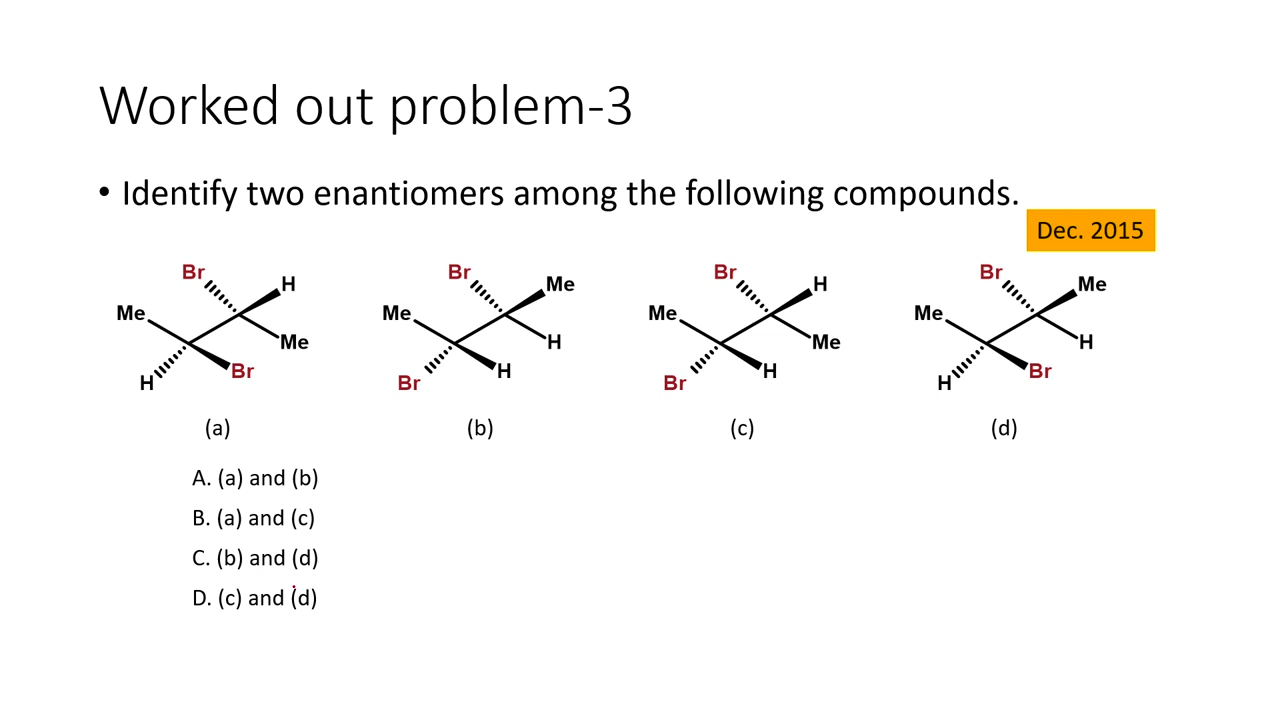 Worked out problem-3
• Identify two enantiomers among the following compounds.
Dec. 2015
Br H Me Me H Br
Br Me Me H Br H
Br H Me Me Br H
Br Me Me H H Br
(a) (b) (c) (d)
A. (a) and (b)
B. (a) and (c)
C. (b) and (d)
D. (c) and (d)